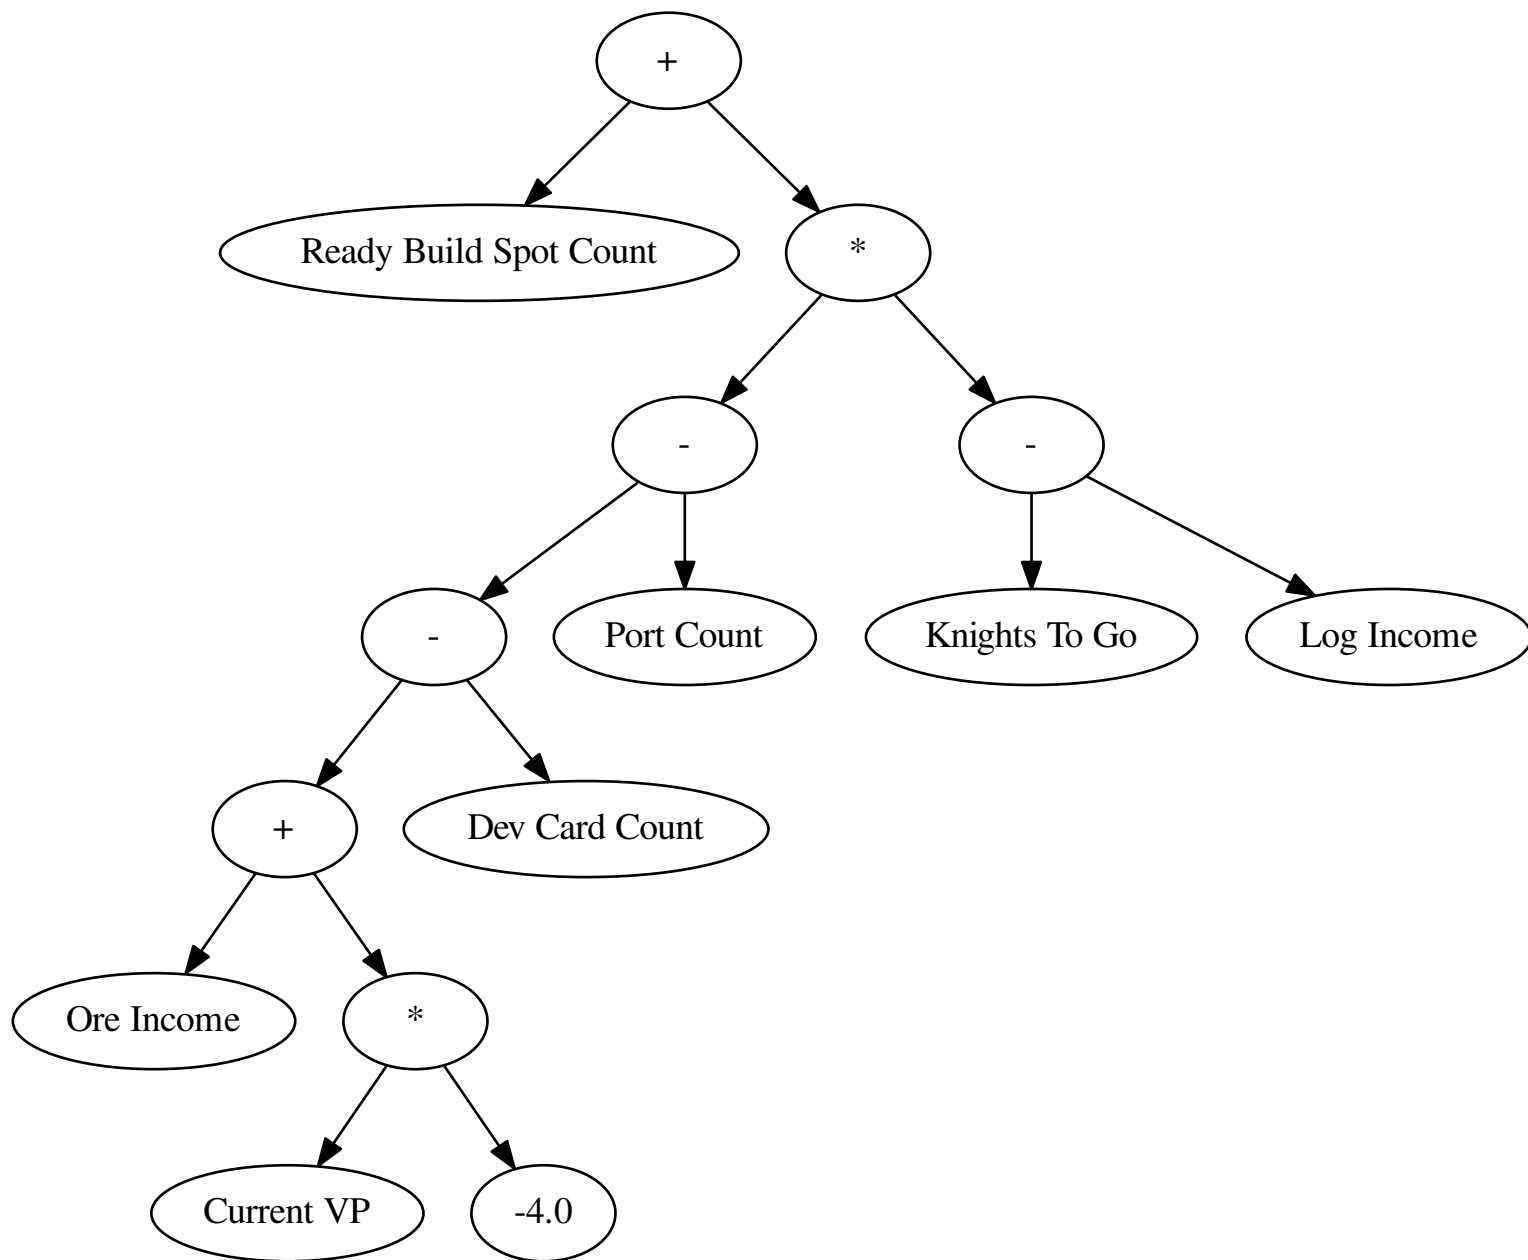 +
Ready Build Spot Count
*
-
-
-
Port Count
Knights To Go
Log Income
+
Dev Card Count
Ore Income
*
Current VP
-4.0